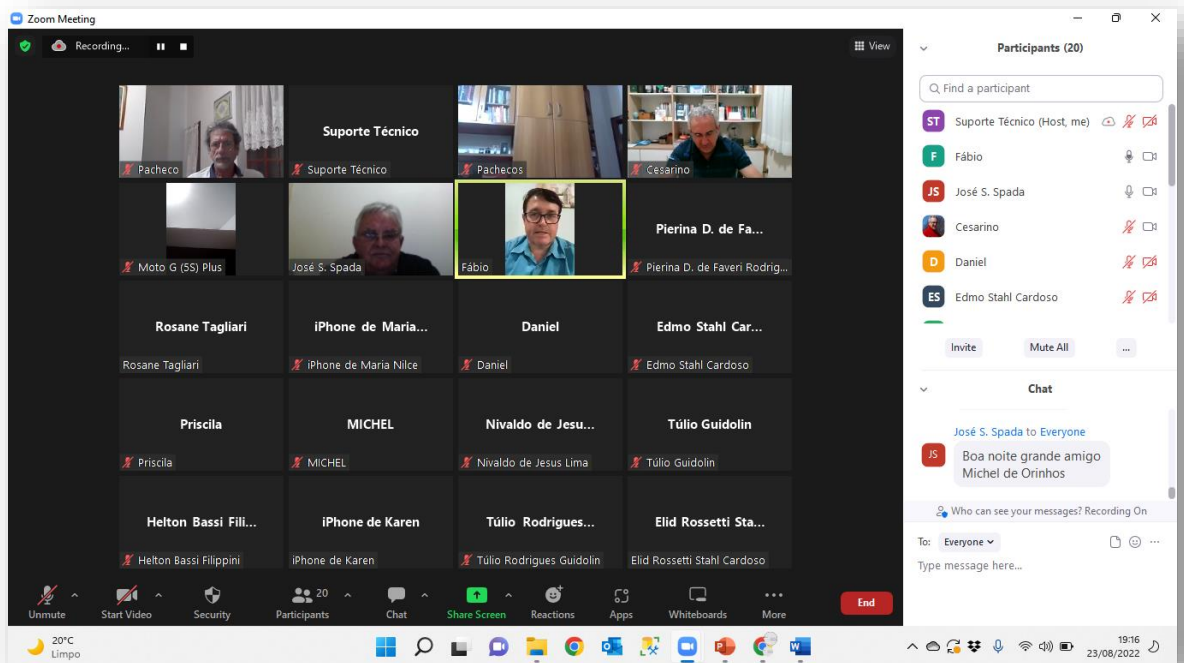 Zoom Meeting
Recording...
View
Pacheco
Suporte Técnico
Suporte Técnico
Pachecos
Cesarino
Moto G (5S) Plus
José S. Spada
Fábio
Pierina D. de Fa...
Pierina D. de Faveri Rodrig...
Rosane Tagliari
Rosane Tagliari
iPhone de Maria...
iPhone de Maria Nilce
Daniel
Daniel
Edmo Stahl Car...
Edmo Stahl Cardoso
Priscila
Priscila
MICHEL
MICHEL
Nivaldo de Jesu...
Nivaldo de Jesus Lima
Túlio Guidolin
Túlio Guidolin
Helton Bassi Fili...
Helton Bassi Filippini
iPhone de Karen
iPhone de Karen
Túlio Rodrigues...
Túlio Rodrigues Guidolin
Elid Rossetti Sta...
Elid Rossetti Stahl Cardoso
Unmute
Start Video
Security
20
Participants
Chat
Share Screen
Reactions
Apps
Whiteboards
More
End
Participants (20)
Find a participant
ST Suporte Técnico (Host, me)
F Fábio
JS José S. Spada
Cesarino
D Daniel
ES Edmo Stahl Cardoso
Invite
Mute All
...
Chat
José S. Spada to Everyone
JS
Boa noite grande amigo
Michel de Orinhos
Who can see your messages? Recording On
To: Everyone
Type message here...
20°C
Limpo
19:16
23/08/2022